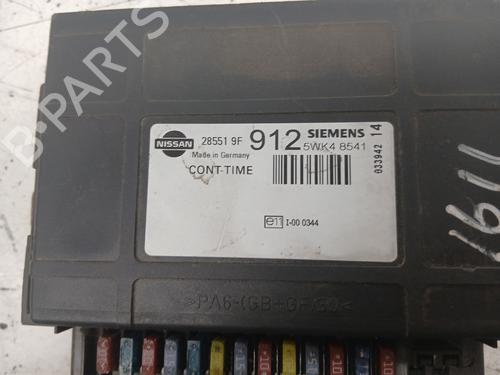 NISSAN 28551 9F 912 SIEMENS
Made in Germany 5WK4 8541
CONT-TIME
033942 14
e11 I-00 0344
>PA6-(GB+GF)30<
1611
B-PARTS